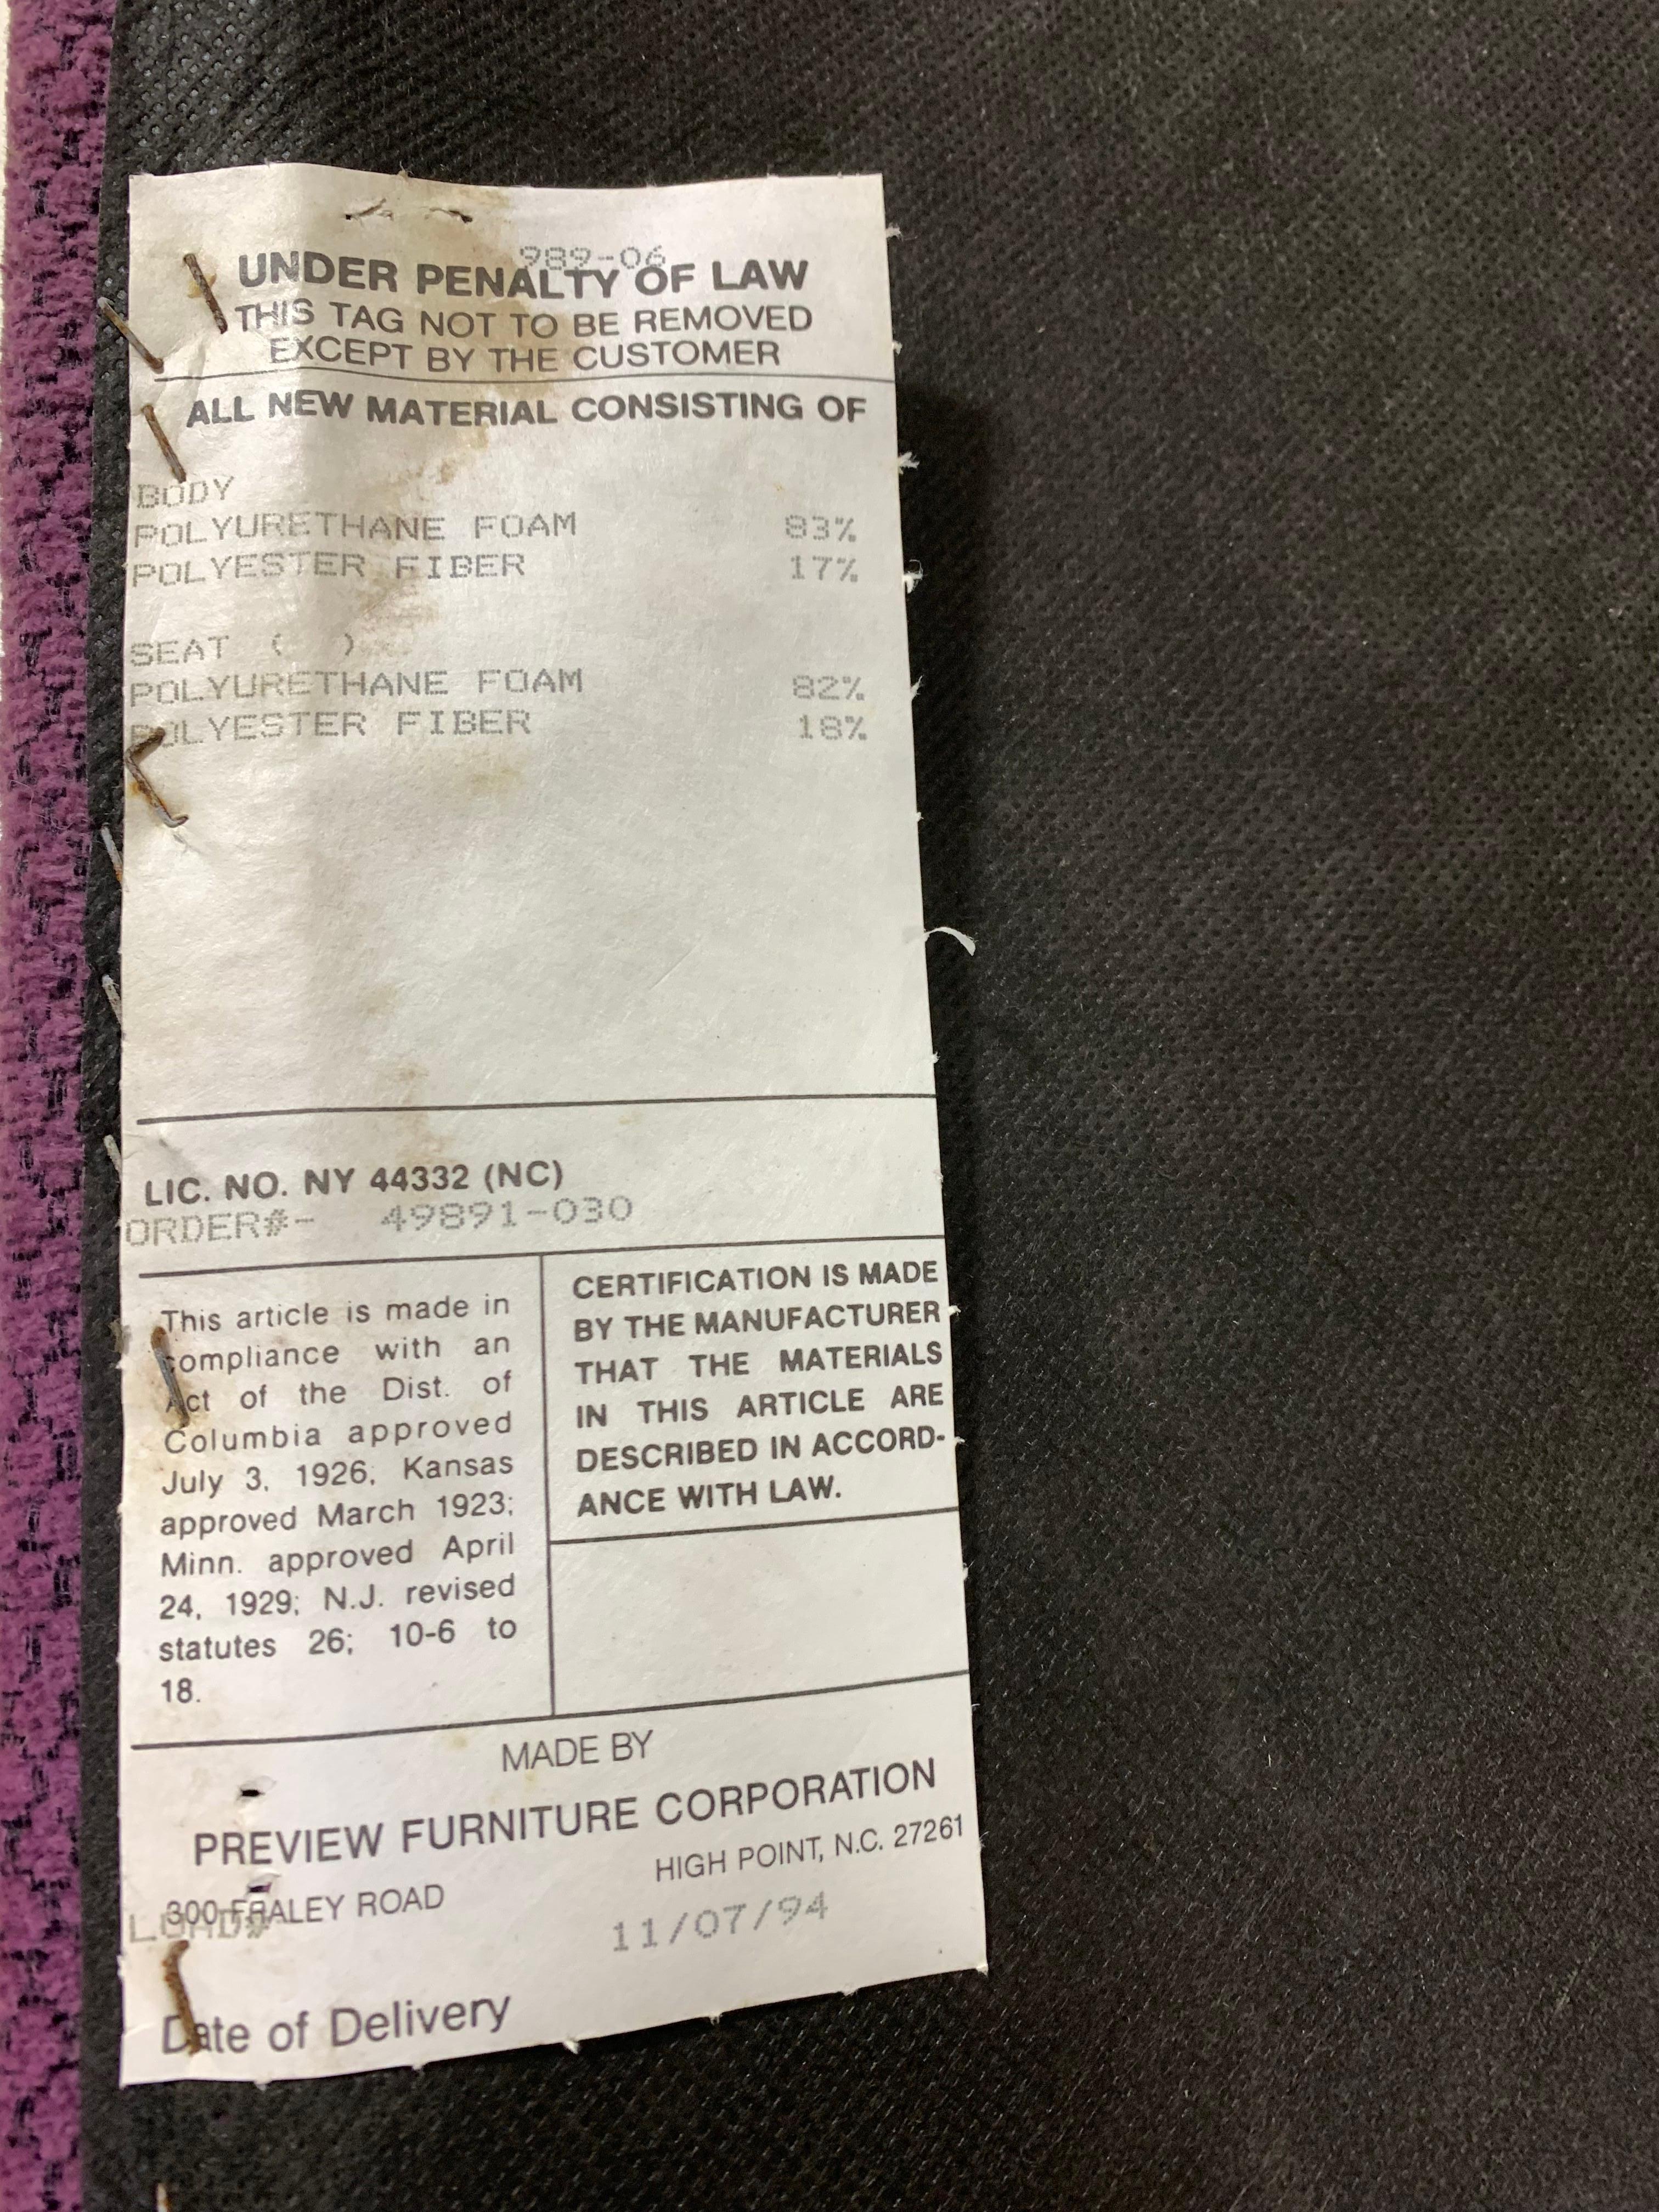 989-06
UNDER PENALTY OF LAW
THIS TAG NOT TO BE REMOVED
EXCEPT BY THE CUSTOMER
ALL NEW MATERIAL CONSISTING OF
BODY
POLYURETHANE FOAM 83%
POLYESTER FIBER 17%
SEAT ( )
POLYURETHANE FOAM 82%
POLYESTER FIBER 18%
LIC. NO. NY 44332 (NC)
ORDER#- 49891-030
This article is made in
compliance with an
Act of the Dist. of
Columbia approved
July 3, 1926, Kansas
approved March 1923;
Minn. approved April
24, 1929; N.J. revised
statutes 26; 10-6 to
18.
CERTIFICATION IS MADE
BY THE MANUFACTURER
THAT THE MATERIALS
IN THIS ARTICLE ARE
DESCRIBED IN ACCORD-
ANCE WITH LAW.
MADE BY
PREVIEW FURNITURE CORPORATION
300 FRALEY ROAD HIGH POINT, N.C. 27261
LOAD# 11/07/94
Date of Delivery